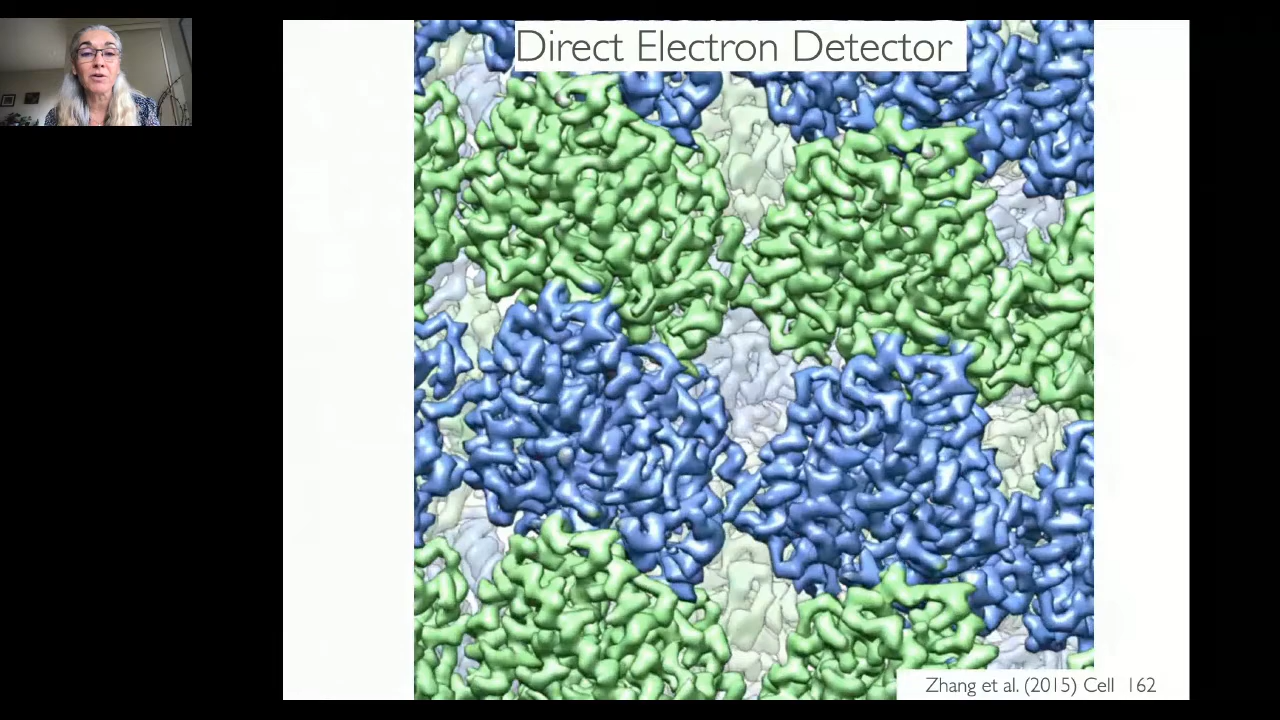 Direct Electron Detector
Zhang et al. (2015) Cell 162